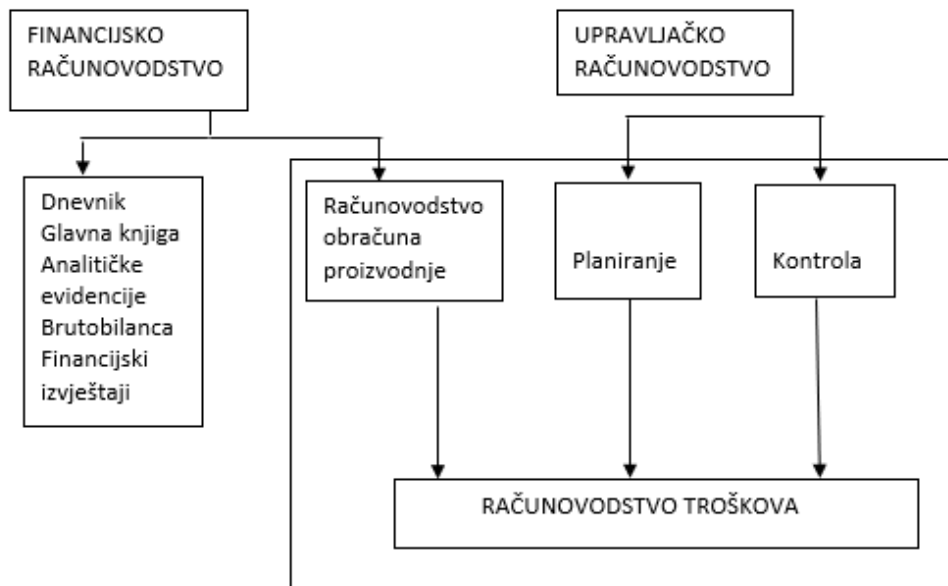 FINANCIJSKO
RAČUNOVODSTVO
UPRAVLJAČKO
RAČUNOVODSTVO
Dnevnik
Glavna knjiga
Analitičke
evidencije
Brutobilanca
Financijski
izvještaji
Računovodstvo
obračuna
proizvodnje
Planiranje
Kontrola
RAČUNOVODSTVO TROŠKOVA